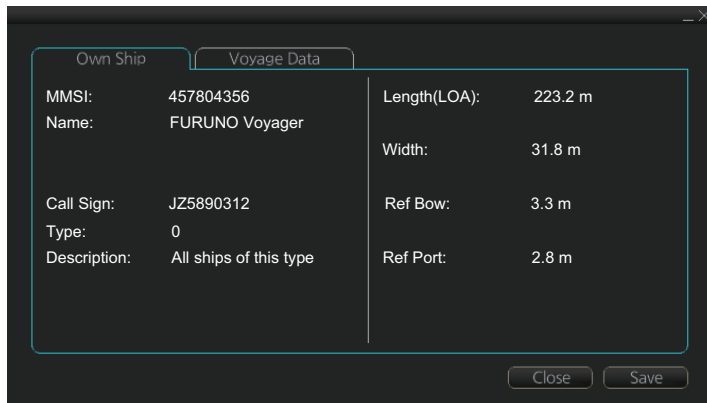 Own Ship
Voyage Data
MMSI: 457804356
Name: FURUNO Voyager
Call Sign: JZ5890312
Type: 0
Description: All ships of this type
Length(LOA): 223.2 m
Width: 31.8 m
Ref Bow: 3.3 m
Ref Port: 2.8 m
Close
Save